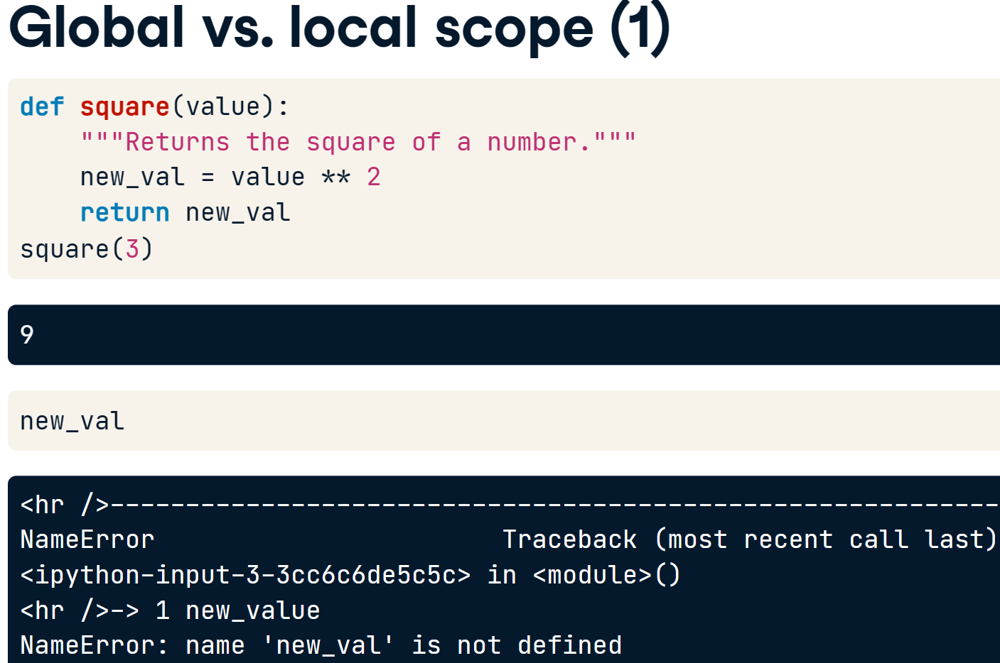 Global vs. local scope (1)
def square(value):
    """Returns the square of a number."""
    new_val = value ** 2
    return new_val
square(3)
9
new_val
<hr />-----------------------------------------------------------
NameError                       Traceback (most recent call last)
<ipython-input-3-3cc6c6de5c5c> in <module>()
<hr />-> 1 new_value
NameError: name 'new_val' is not defined